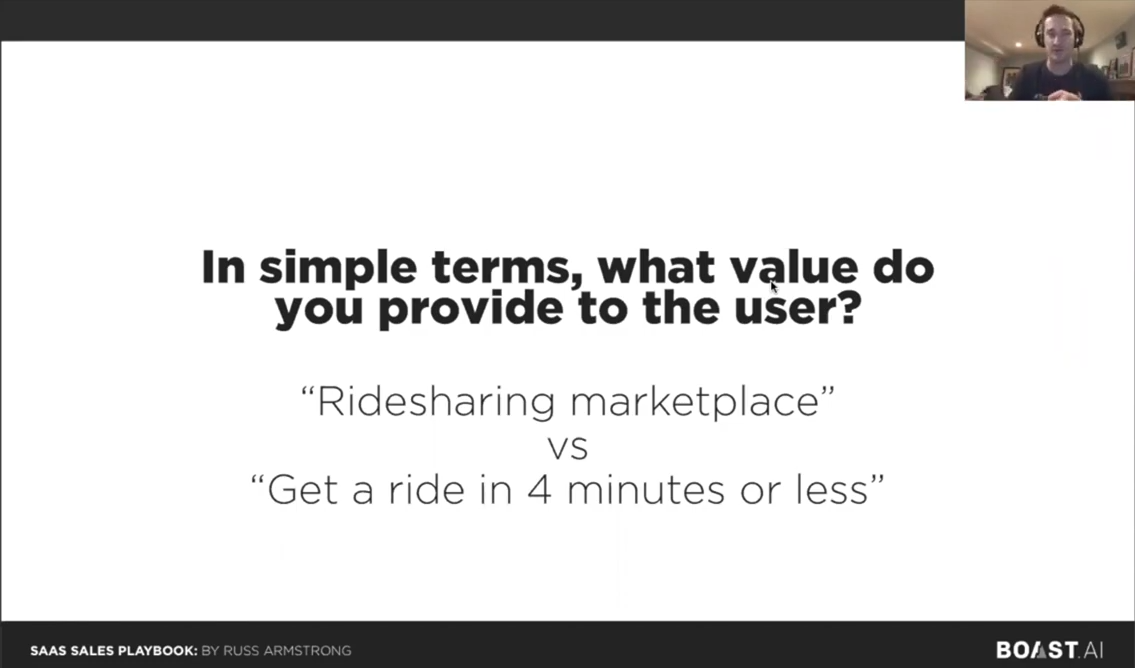 In simple terms, what value do
you provide to the user?
“Ridesharing marketplace”
vs
“Get a ride in 4 minutes or less”
SAAS SALES PLAYBOOK: BY RUSS ARMSTRONG
BOAST.AI